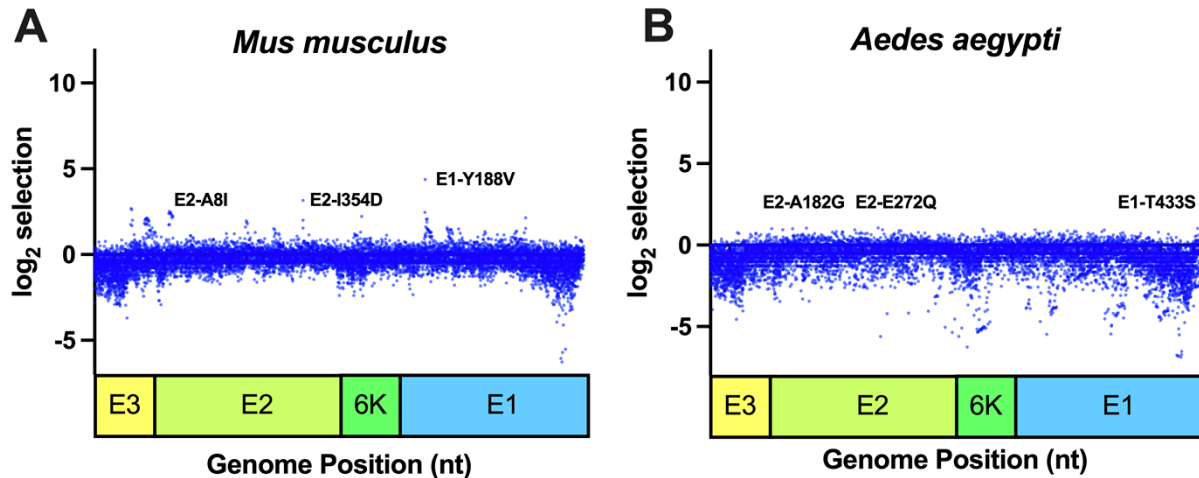 A
Mus musculus
log2 selection
10
5
0
-5
E2-A8I
E2-I354D
E1-Y188V
E3
E2
6K
E1
Genome Position (nt)
B
Aedes aegypti
log2 selection
10
5
0
-5
E2-A182G E2-E272Q
E1-T433S
E3
E2
6K
E1
Genome Position (nt)